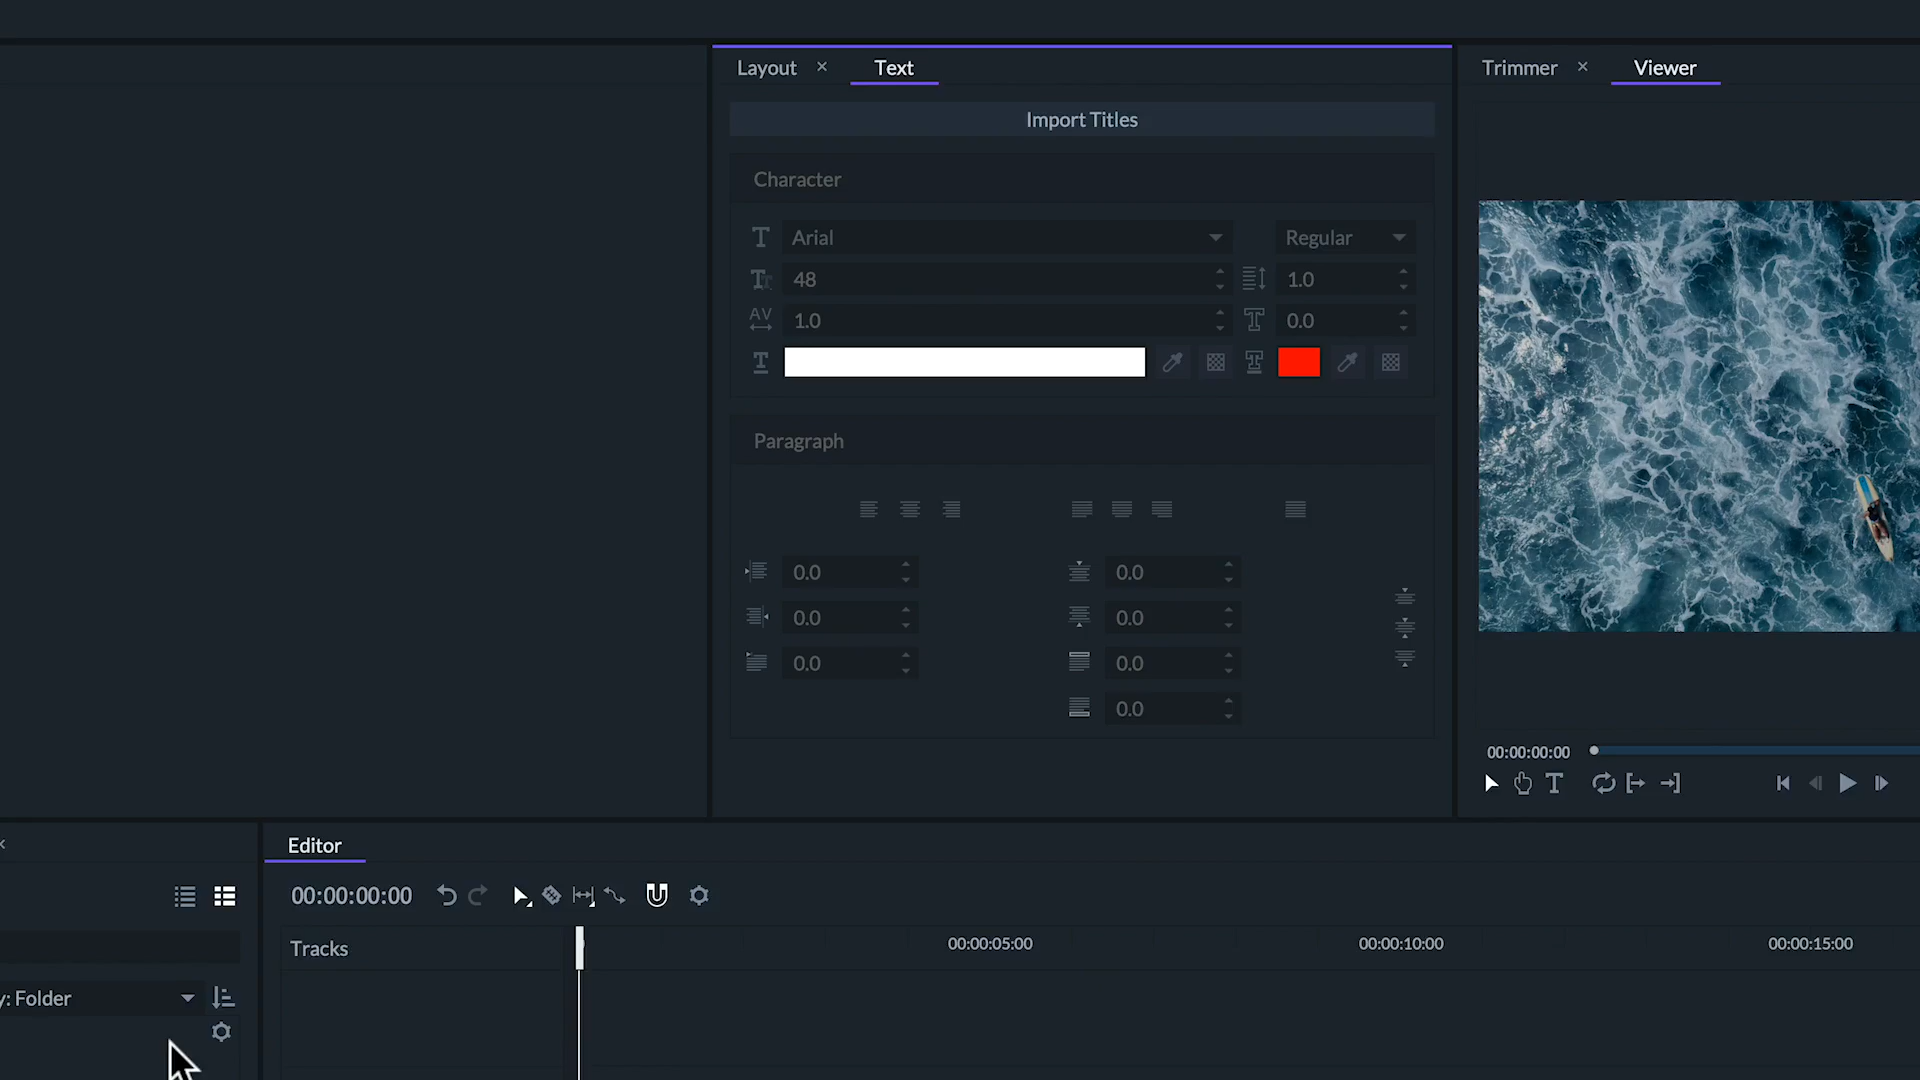 Layout × Text
Import Titles
Character
Arial Regular
48 1.0
AV 1.0 0.0
Paragraph
0.0 0.0
0.0 0.0
0.0 0.0
0.0
Trimmer × Viewer
00:00:00:00
Editor
00:00:00:00
Tracks
00:00:05:00 00:00:10:00 00:00:15:00
y: Folder